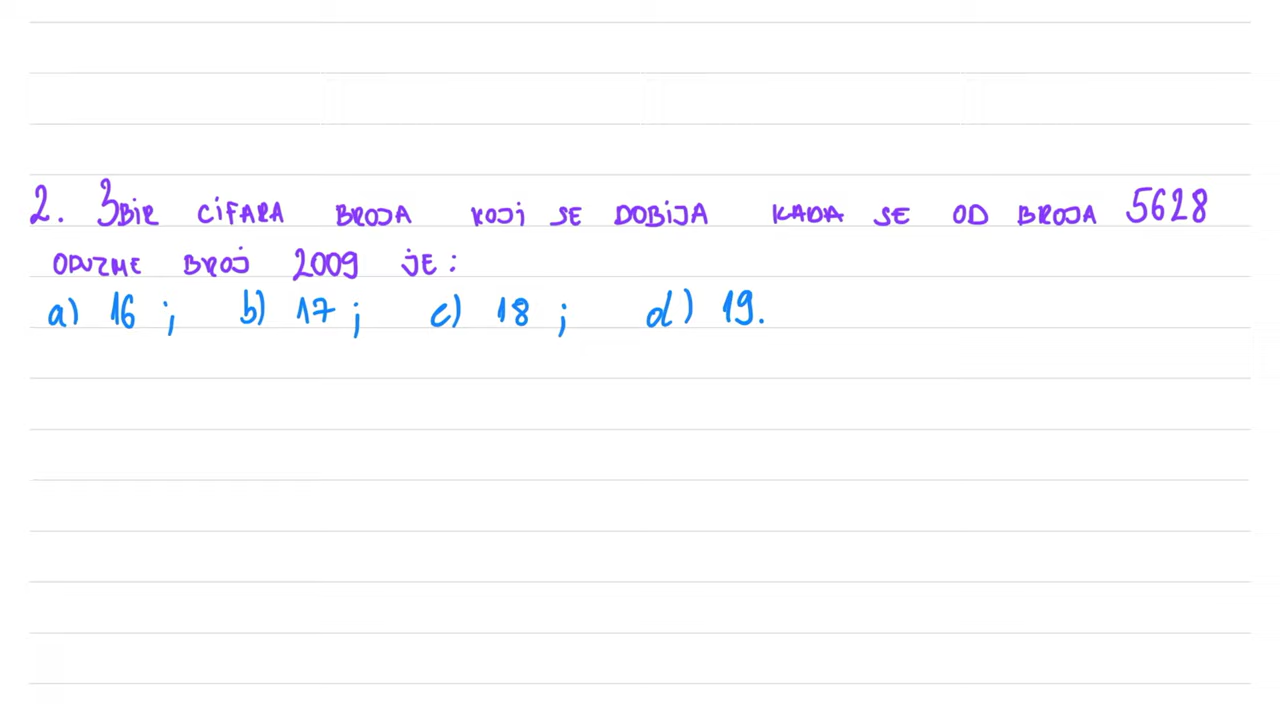 2. Zbir cifara broja koji se dobija kada se od broja 5628
oduzme broj 2009 je:
a) 16 ; b) 17 ; c) 18 ; d) 19.